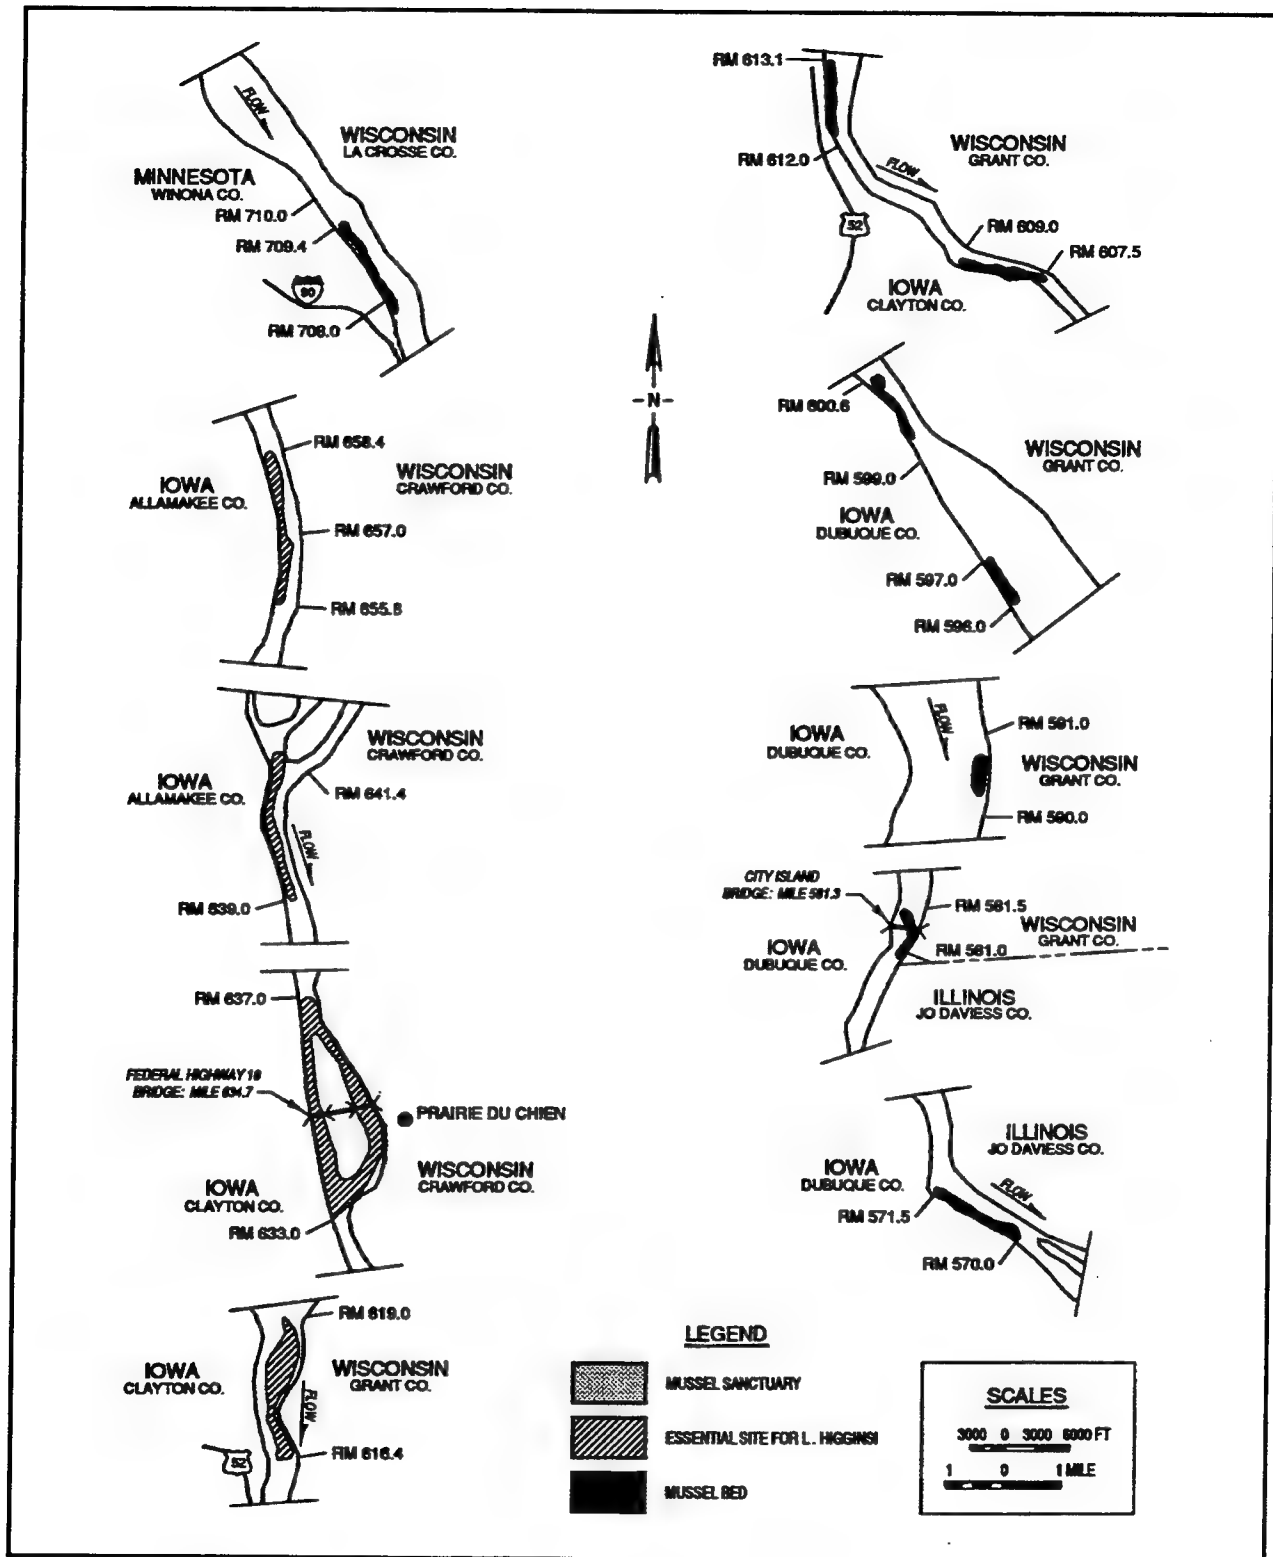 FLOW
WISCONSIN
LA CROSSE CO.
MINNESOTA
WINONA CO.
RM 710.0
RM 709.4
90
RM 708.0
RM 658.4
IOWA
ALLAMAKEE CO.
WISCONSIN
CRAWFORD CO.
RM 657.0
RM 655.8
WISCONSIN
CRAWFORD CO.
IOWA
ALLAMAKEE CO.
RM 641.4
FLOW
RM 639.0
RM 637.0
FEDERAL HIGHWAY 18
BRIDGE: MILE 634.7
PRAIRIE DU CHIEN
WISCONSIN
CRAWFORD CO.
IOWA
CLAYTON CO.
RM 633.0
RM 619.0
IOWA
CLAYTON CO.
WISCONSIN
GRANT CO.
FLOW
52
RM 616.4
-N-
RM 613.1
WISCONSIN
GRANT CO.
RM 612.0
FLOW
52
RM 609.0
RM 607.5
IOWA
CLAYTON CO.
RM 600.6
WISCONSIN
GRANT CO.
RM 599.0
IOWA
DUBUQUE CO.
RM 597.0
RM 596.0
FLOW
RM 591.0
IOWA
DUBUQUE CO.
WISCONSIN
GRANT CO.
RM 590.0
CITY ISLAND
BRIDGE: MILE 581.3
RM 581.5
WISCONSIN
GRANT CO.
IOWA
DUBUQUE CO.
RM 581.0
ILLINOIS
JO DAVIESS CO.
ILLINOIS
JO DAVIESS CO.
IOWA
DUBUQUE CO.
FLOW
RM 571.5
RM 570.0
LEGEND
MUSSEL SANCTUARY
ESSENTIAL SITE FOR L. HIGGINSI
MUSSEL BED
SCALES
3000 0 3000 6000 FT
1 0 1 MILE